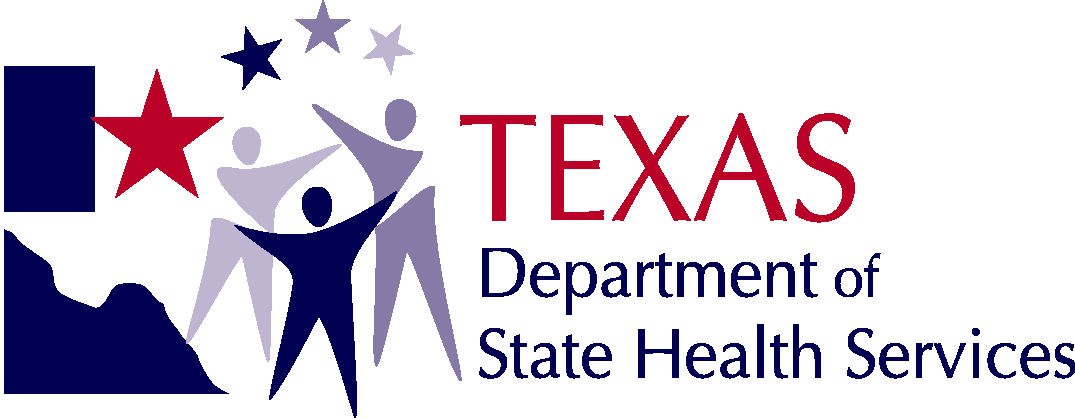 TEXAS
Department of
State Health Services